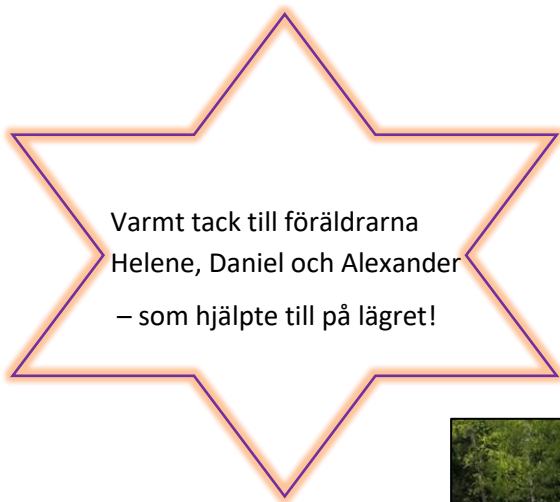 Varmt tack till föräldrarna
Helene, Daniel och Alexander
– som hjälpte till på lägret!